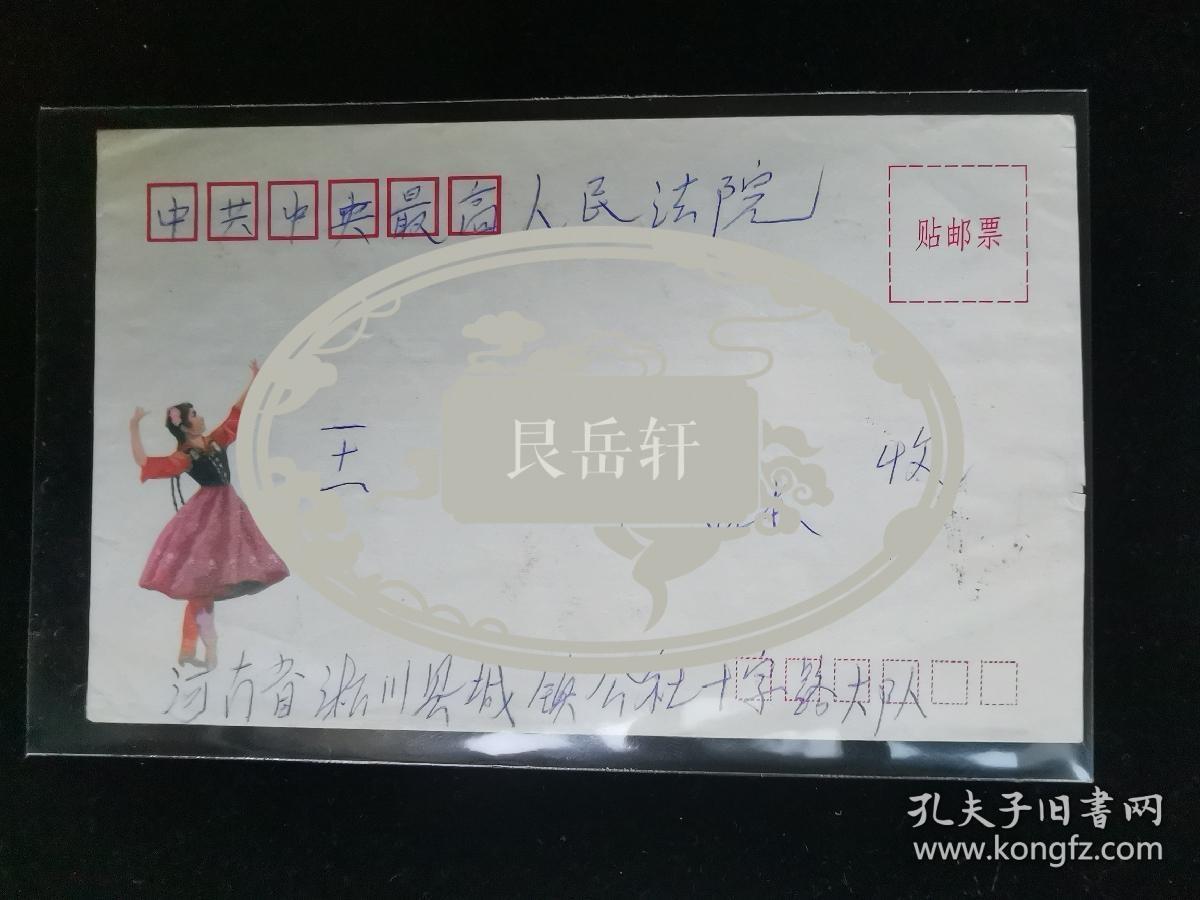 中共中央最高人民法院
贴邮票
艮岳轩
收
河南省淅川县城镇公社十字路大队
孔夫子旧書网
www.kongfz.com